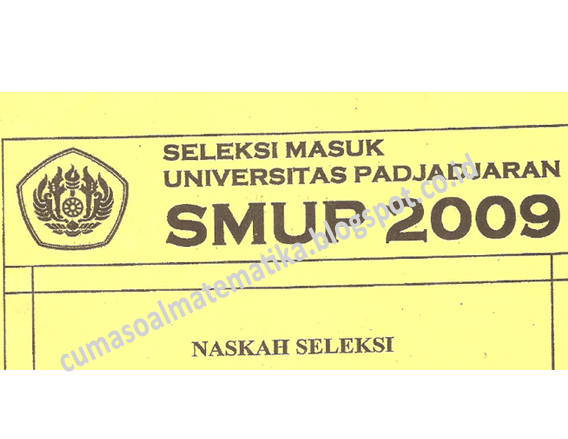 SELEKSI MASUK
UNIVERSITAS PADJADJARAN
SMUP 2009
cumasoalmatematika.blogspot.co.id
NASKAH SELEKSI